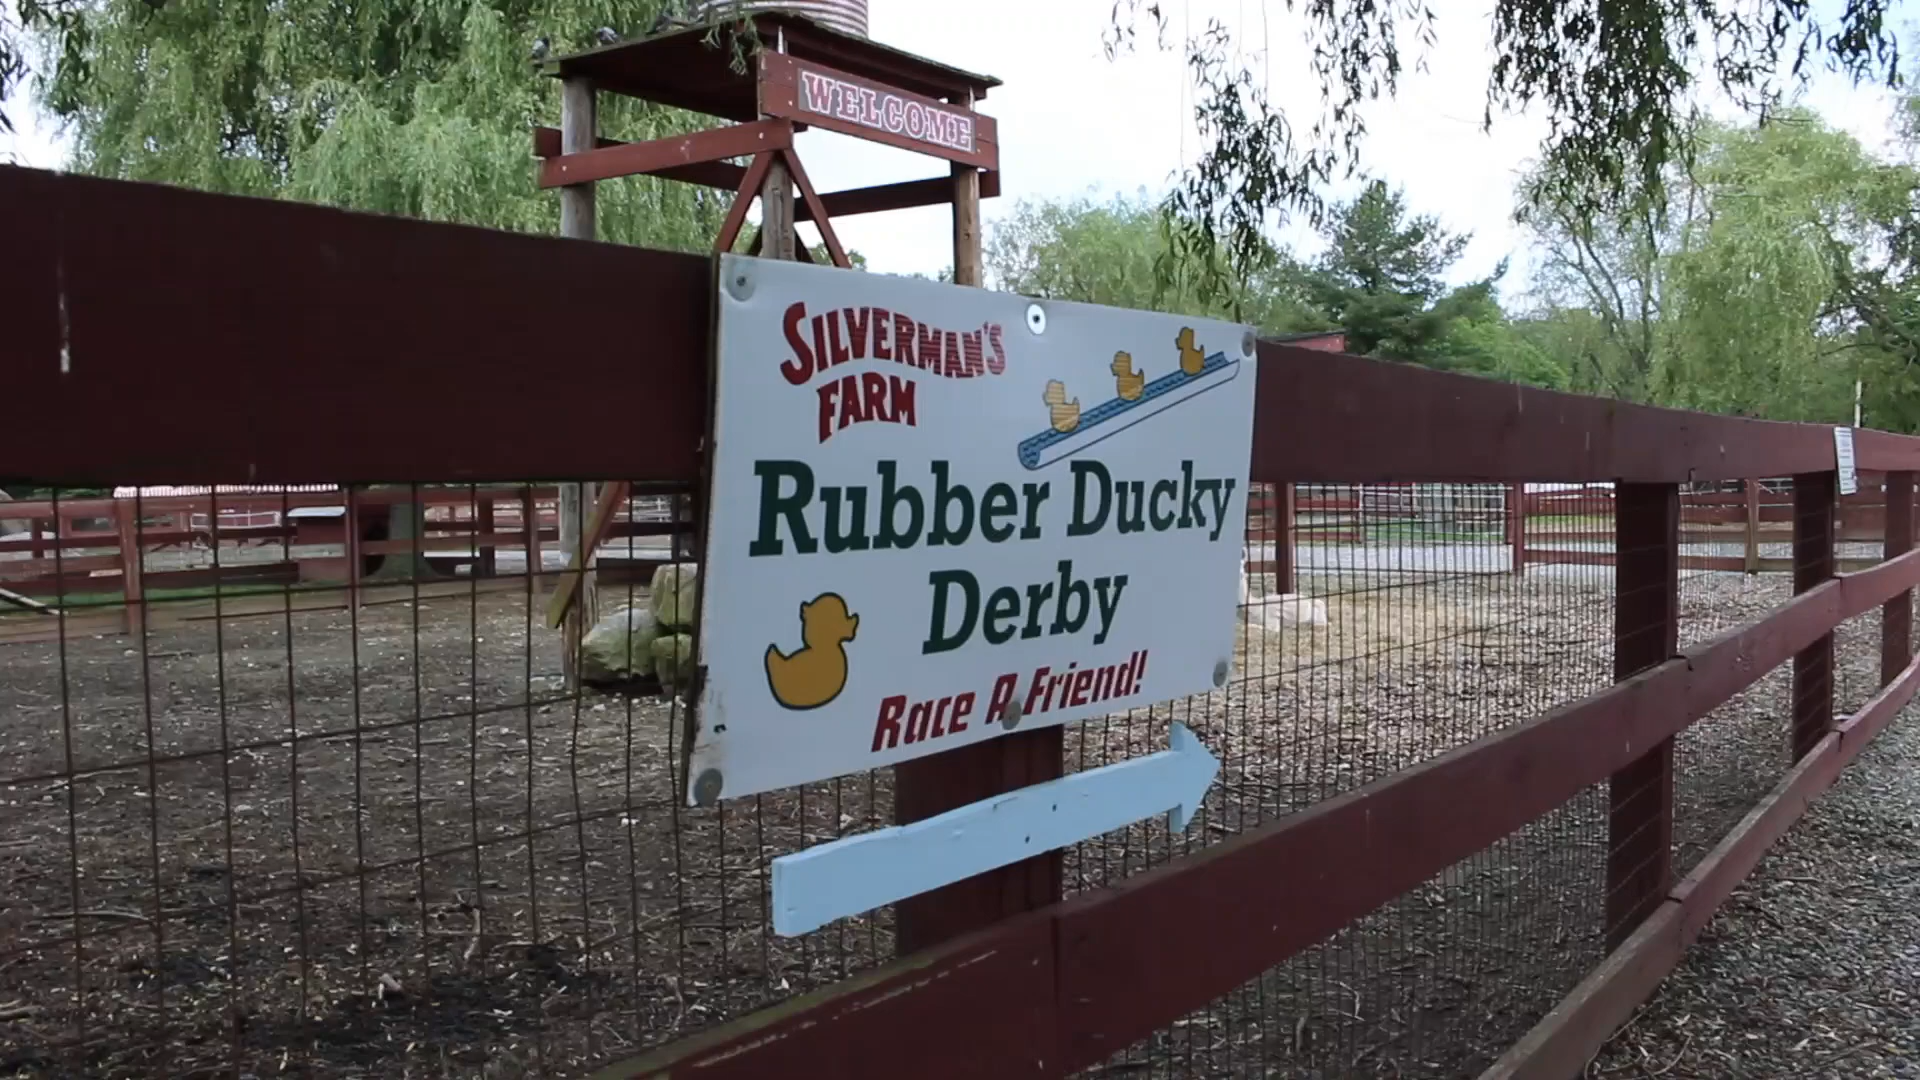 WELCOME
SILVERMAN'S
FARM
Rubber Ducky
Derby
Race A Friend!